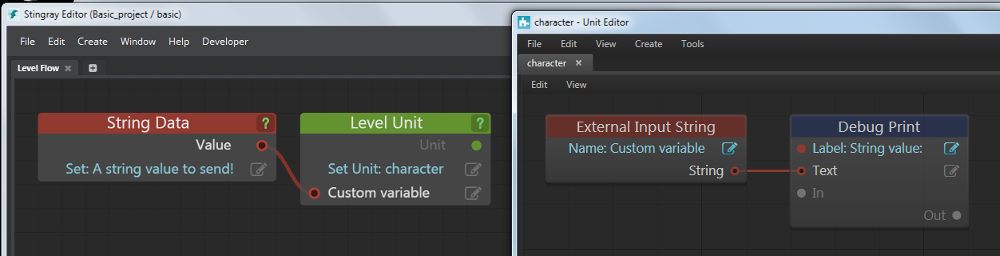 Stingray Editor (Basic_project / basic)
File Edit Create Window Help Developer
Level Flow
String Data ?
Value
Set: A string value to send!
Level Unit ?
Unit
Set Unit: character
Custom variable
character - Unit Editor
File Edit View Create Tools
character
Edit View
External Input String
Name: Custom variable
String
Debug Print
Label: String value:
Text
In
Out